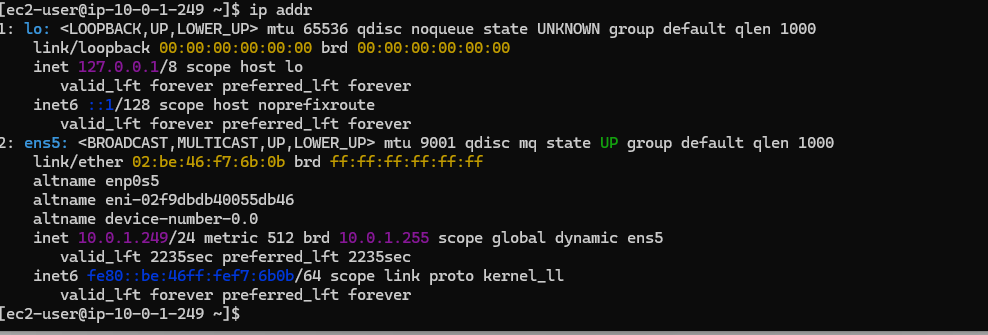 [ec2-user@ip-10-0-1-249 ~]$ ip addr
1: lo: <LOOPBACK,UP,LOWER_UP> mtu 65536 qdisc noqueue state UNKNOWN group default qlen 1000
    link/loopback 00:00:00:00:00:00 brd 00:00:00:00:00:00
    inet 127.0.0.1/8 scope host lo
       valid_lft forever preferred_lft forever
    inet6 ::1/128 scope host noprefixroute
       valid_lft forever preferred_lft forever
2: ens5: <BROADCAST,MULTICAST,UP,LOWER_UP> mtu 9001 qdisc mq state UP group default qlen 1000
    link/ether 02:be:46:f7:6b:0b brd ff:ff:ff:ff:ff:ff
    altname enp0s5
    altname eni-02f9dbdb40055db46
    altname device-number-0.0
    inet 10.0.1.249/24 metric 512 brd 10.0.1.255 scope global dynamic ens5
       valid_lft 2235sec preferred_lft 2235sec
    inet6 fe80::be:46ff:fef7:6b0b/64 scope link proto kernel_ll
       valid_lft forever preferred_lft forever
[ec2-user@ip-10-0-1-249 ~]$